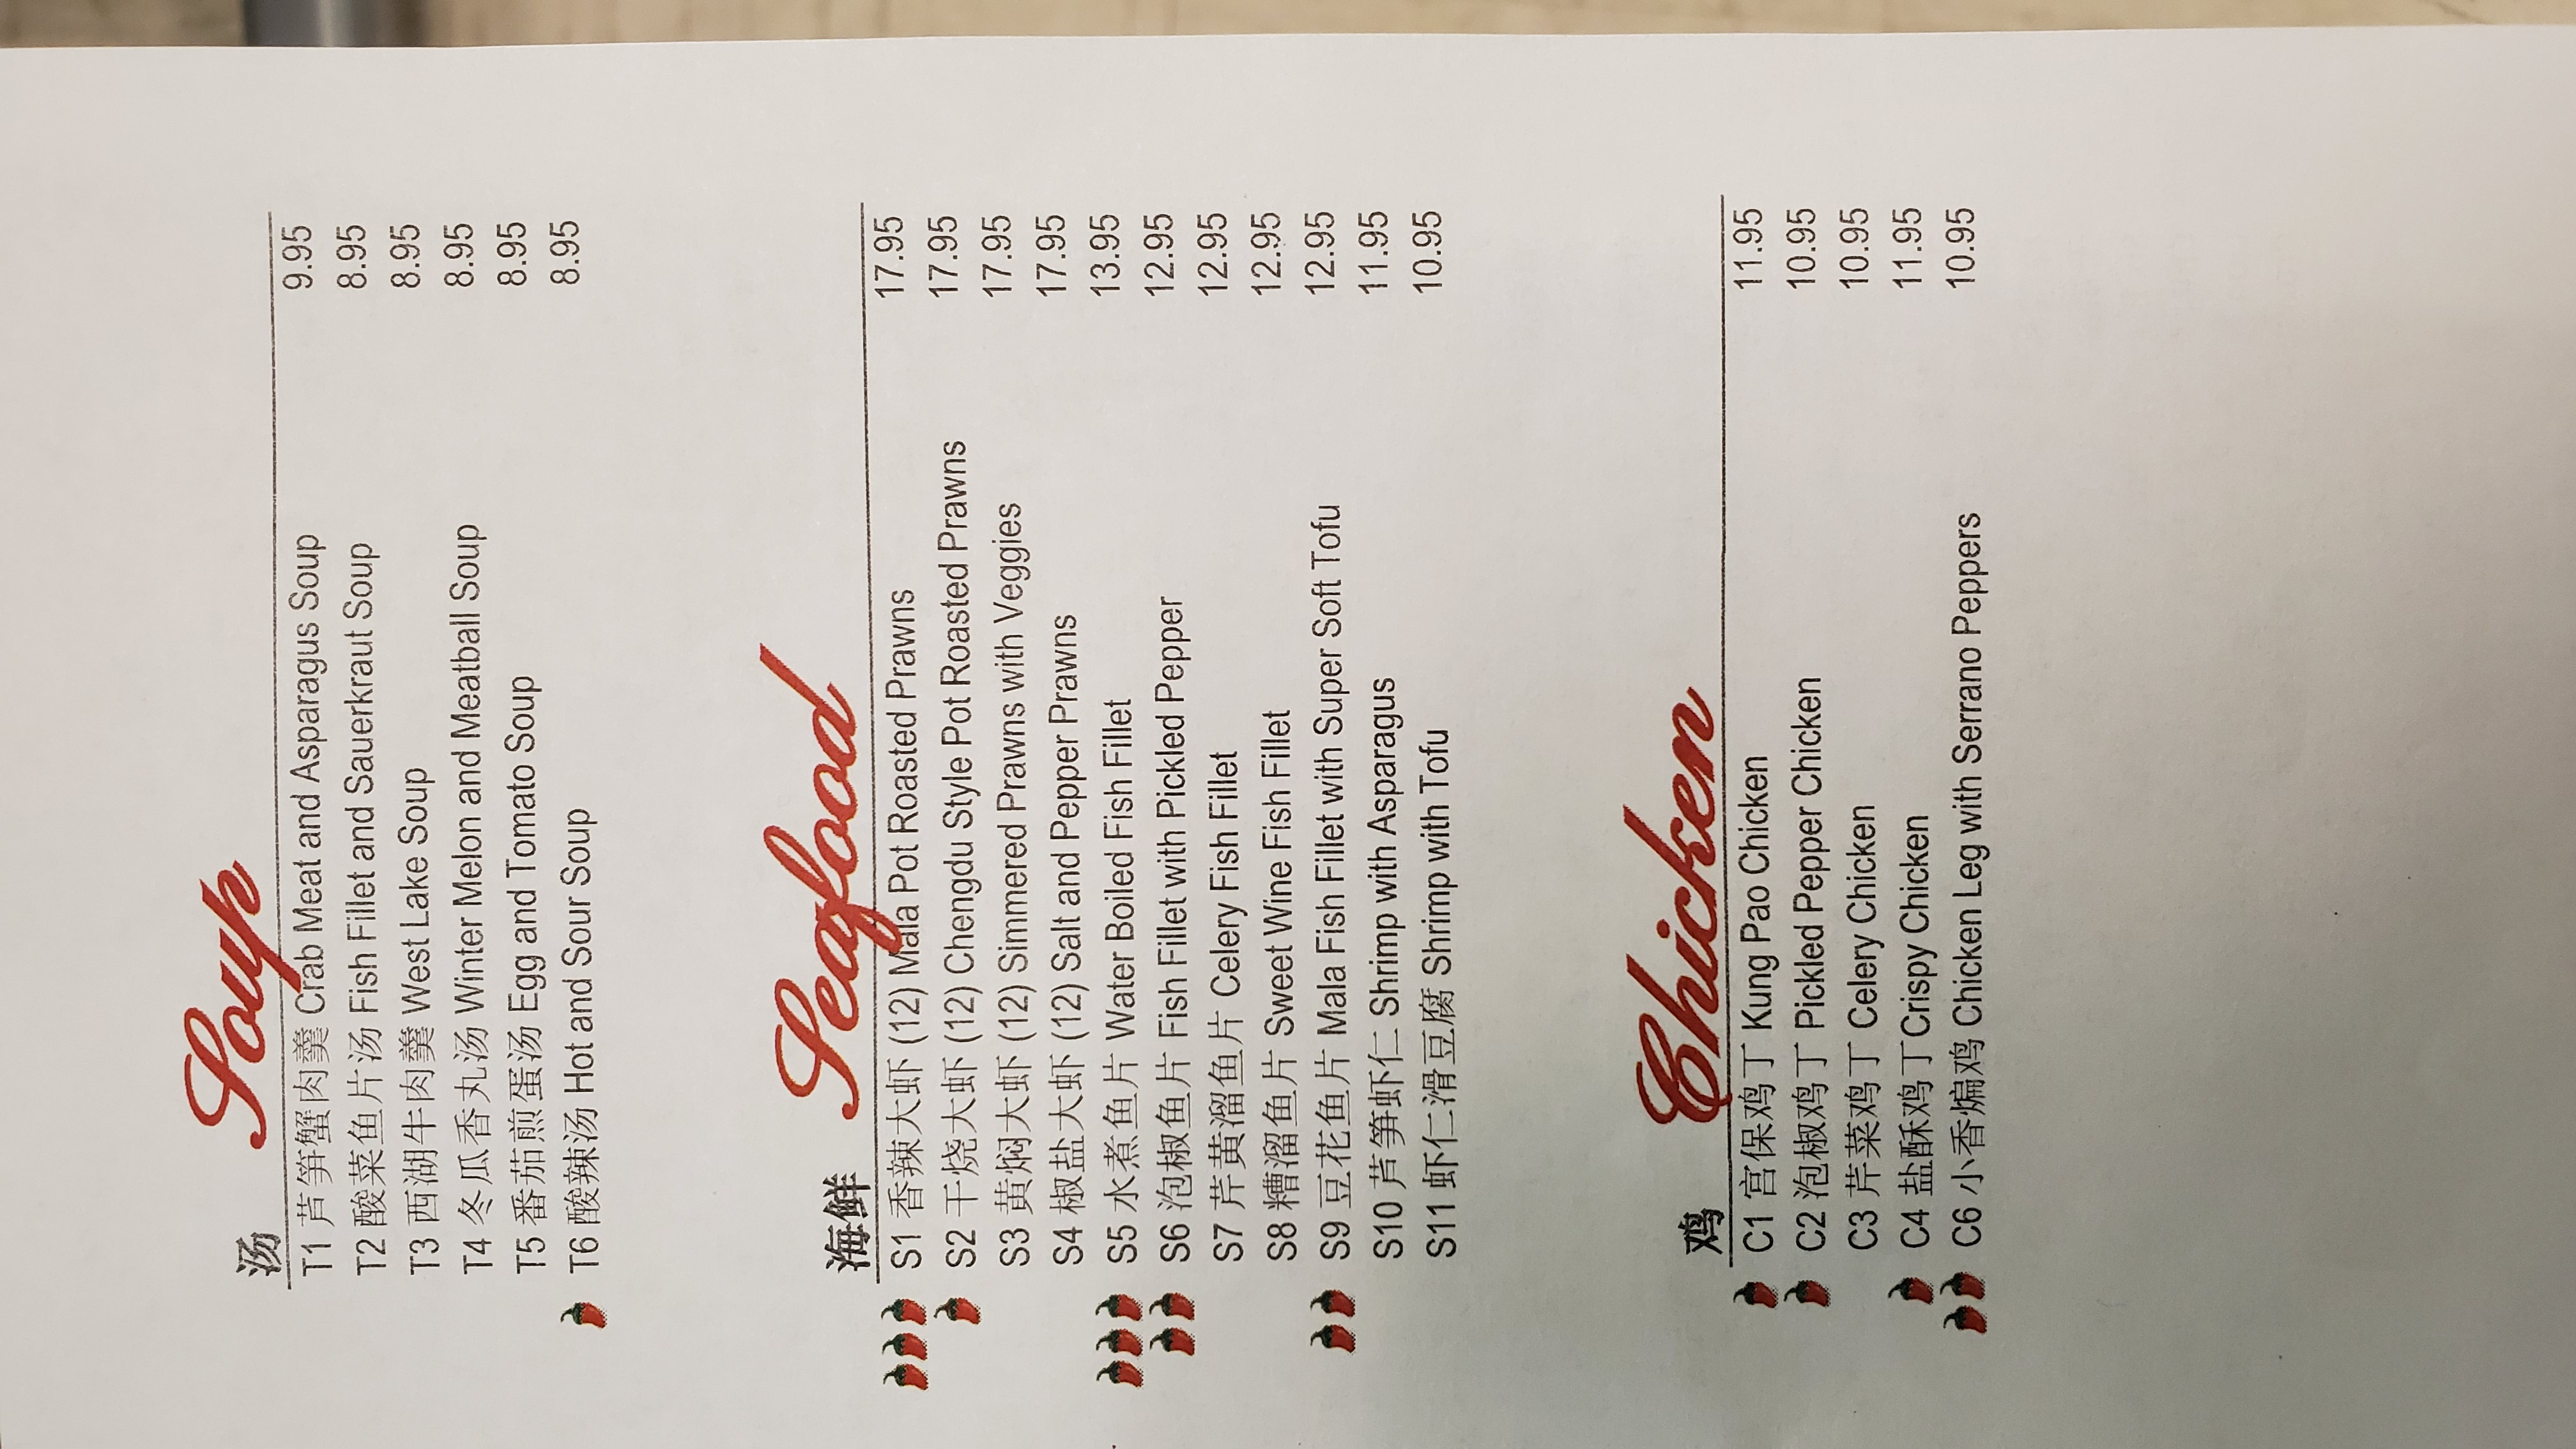 Soup
汤
T1 芦笋蟹肉羹 Crab Meat and Asparagus Soup 9.95
T2 酸菜鱼片汤 Fish Fillet and Sauerkraut Soup 8.95
T3 西湖牛肉羹 West Lake Soup 8.95
T4 冬瓜香丸汤 Winter Melon and Meatball Soup 8.95
T5 番茄煎蛋汤 Egg and Tomato Soup 8.95
T6 酸辣汤 Hot and Sour Soup 8.95
Seafood
海鲜
S1 香辣大虾 (12) Mala Pot Roasted Prawns 17.95
S2 干烧大虾 (12) Chengdu Style Pot Roasted Prawns 17.95
S3 黄焖大虾 (12) Simmered Prawns with Veggies 17.95
S4 椒盐大虾 (12) Salt and Pepper Prawns 17.95
S5 水煮鱼片 Water Boiled Fish Fillet 13.95
S6 泡椒鱼片 Fish Fillet with Pickled Pepper 12.95
S7 芹黄溜鱼片 Celery Fish Fillet 12.95
S8 糟溜鱼片 Sweet Wine Fish Fillet 12.95
S9 豆花鱼片 Mala Fish Fillet with Super Soft Tofu 12.95
S10 芦笋虾仁 Shrimp with Asparagus 11.95
S11 虾仁滑豆腐 Shrimp with Tofu 10.95
Chicken
鸡
C1 宫保鸡丁 Kung Pao Chicken 11.95
C2 泡椒鸡丁 Pickled Pepper Chicken 10.95
C3 芹菜鸡丁 Celery Chicken 10.95
C4 盐酥鸡丁 Crispy Chicken 11.95
C6 小香煸鸡 Chicken Leg with Serrano Peppers 10.95